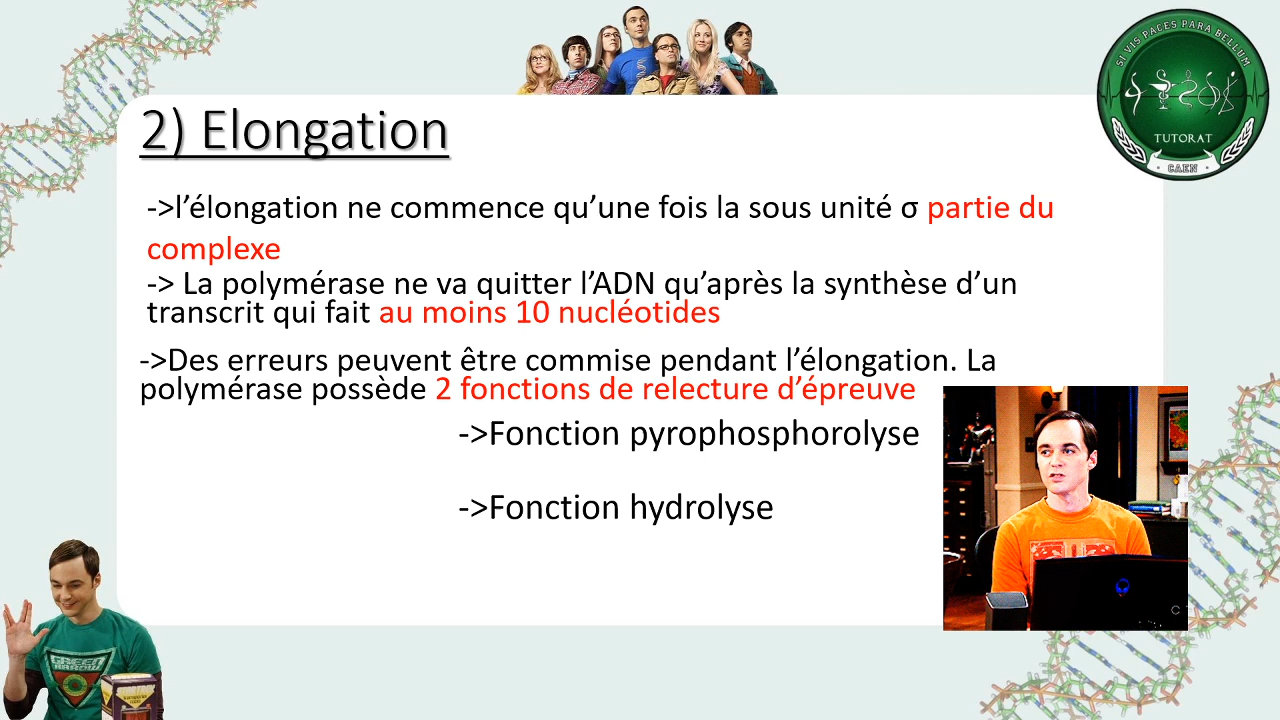 SI VIS PACES PARA BELLUM
TUTORAT
CAEN
2) Elongation
->l’élongation ne commence qu’une fois la sous unité σ partie du
complexe
-> La polymérase ne va quitter l’ADN qu’après la synthèse d’un
transcrit qui fait au moins 10 nucléotides
->Des erreurs peuvent être commise pendant l’élongation. La
polymérase possède 2 fonctions de relecture d’épreuve
->Fonction pyrophosphorolyse
->Fonction hydrolyse
GREEN
ARROW